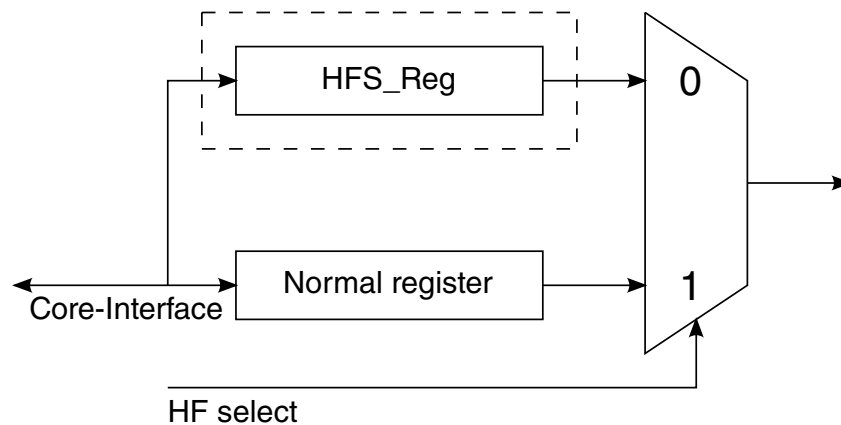 HFS_Reg
0
Normal register
1
Core-Interface
HF select